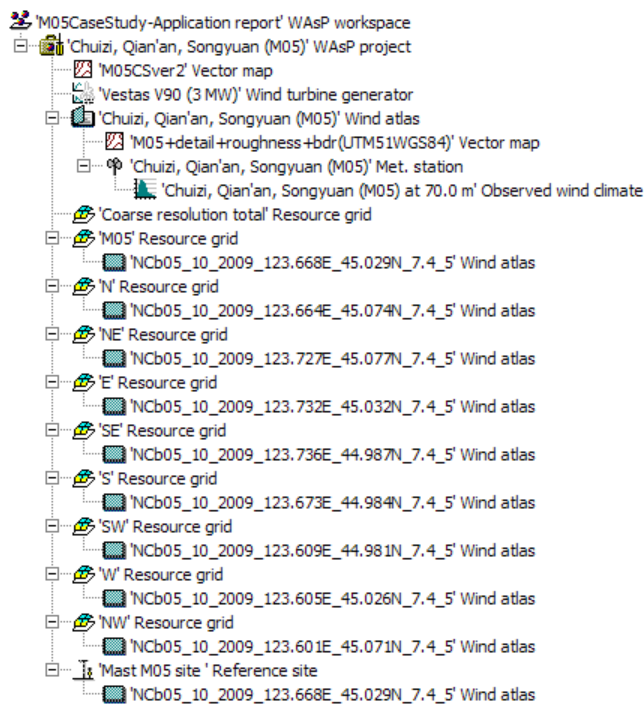 'M05CaseStudy-Application report' WAsP workspace
'Chuizi, Qian'an, Songyuan (M05)' WAsP project
'M05CSver2' Vector map
'Vestas V90 (3 MW)' Wind turbine generator
'Chuizi, Qian'an, Songyuan (M05)' Wind atlas
'M05+detail+roughness+bdr(UTM51WGS84)' Vector map
'Chuizi, Qian'an, Songyuan (M05)' Met. station
'Chuizi, Qian'an, Songyuan (M05) at 70.0 m' Observed wind climate
'Coarse resolution total' Resource grid
'M05' Resource grid
'NCb05_10_2009_123.668E_45.029N_7.4_5' Wind atlas
'N' Resource grid
'NCb05_10_2009_123.664E_45.074N_7.4_5' Wind atlas
'NE' Resource grid
'NCb05_10_2009_123.727E_45.077N_7.4_5' Wind atlas
'E' Resource grid
'NCb05_10_2009_123.732E_45.032N_7.4_5' Wind atlas
'SE' Resource grid
'NCb05_10_2009_123.736E_44.987N_7.4_5' Wind atlas
'S' Resource grid
'NCb05_10_2009_123.673E_44.984N_7.4_5' Wind atlas
'SW' Resource grid
'NCb05_10_2009_123.609E_44.981N_7.4_5' Wind atlas
'W' Resource grid
'NCb05_10_2009_123.605E_45.026N_7.4_5' Wind atlas
'NW' Resource grid
'NCb05_10_2009_123.601E_45.071N_7.4_5' Wind atlas
'Mast M05 site ' Reference site
'NCb05_10_2009_123.668E_45.029N_7.4_5' Wind atlas